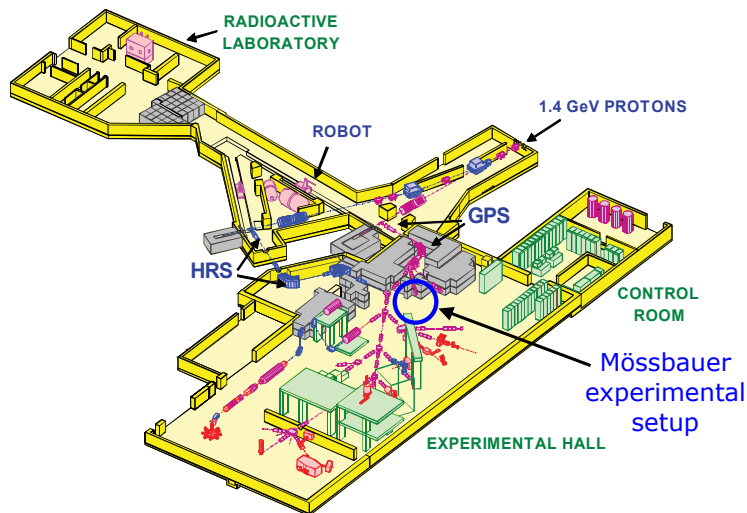 RADIOACTIVE
LABORATORY
1.4 GeV PROTONS
ROBOT
GPS
HRS
CONTROL
ROOM
Mössbauer
experimental
setup
EXPERIMENTAL HALL